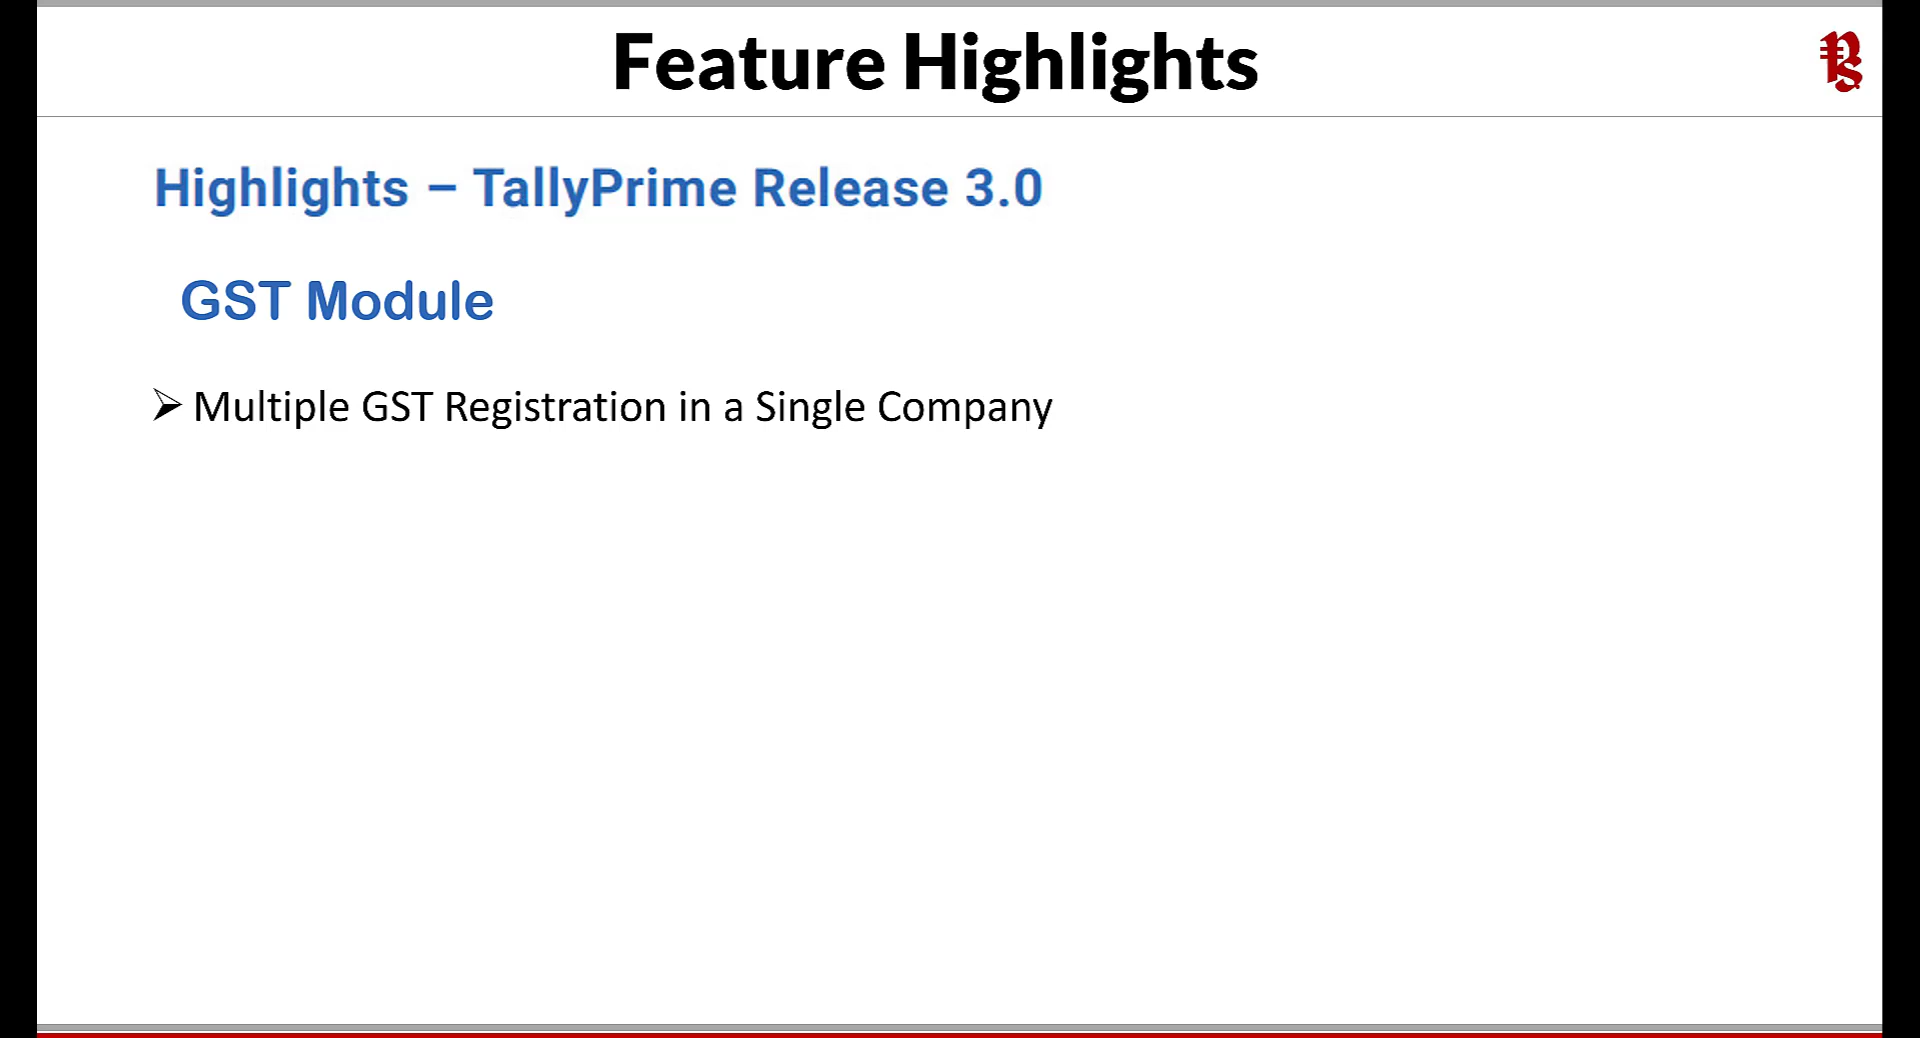 Feature Highlights
Highlights – TallyPrime Release 3.0
GST Module
➢ Multiple GST Registration in a Single Company